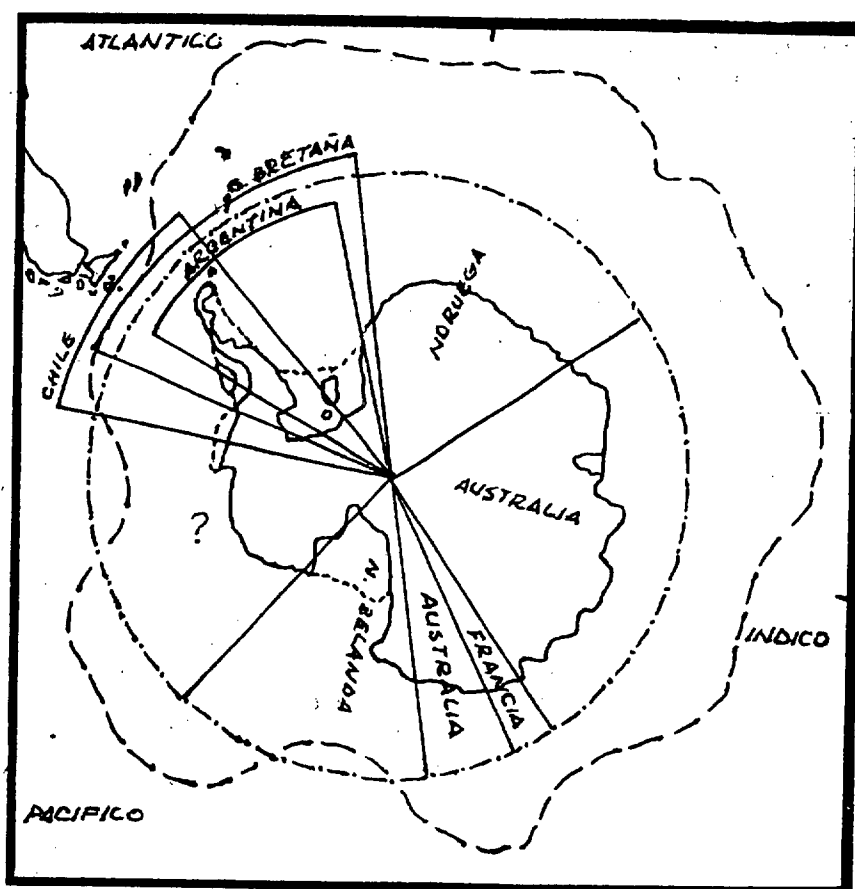 ATLANTICO
G. BRETAÑA
ARGENTINA
CHILE
NORUEGA
AUSTRALIA
?
N. ZELANDA
AUSTRALIA
FRANCIA
INDICO
PACIFICO